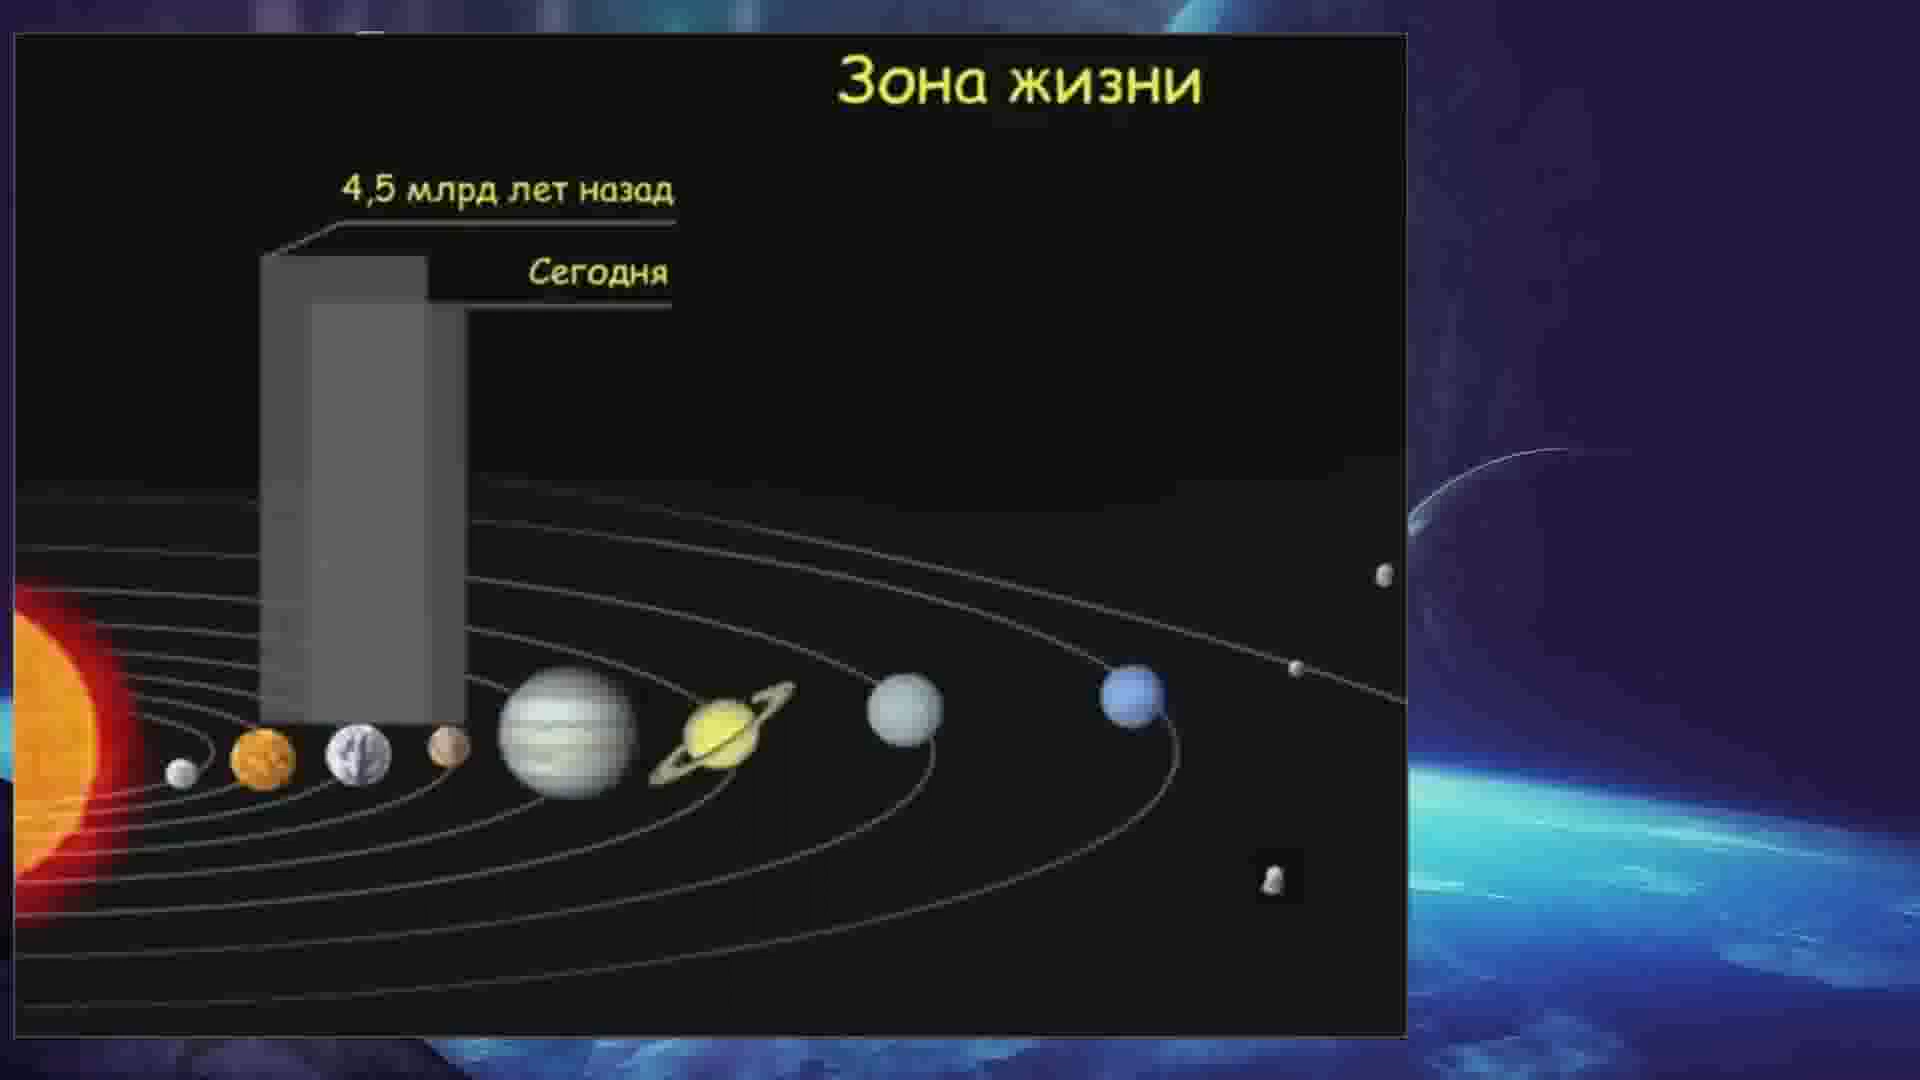 Зона жизни
4,5 млрд лет назад
Сегодня